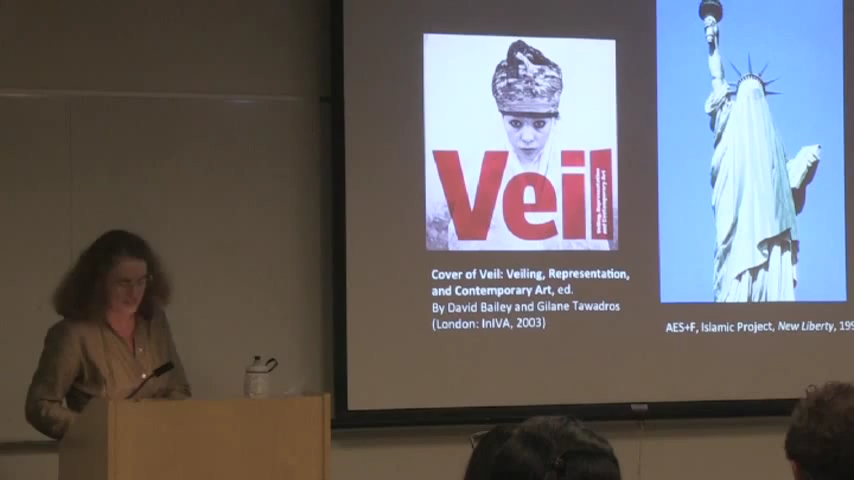 Veil
Veiling, Representation
and Contemporary Art
Cover of Veil: Veiling, Representation,
and Contemporary Art, ed.
By David Bailey and Gilane Tawadros
(London: InIVA, 2003)
AES+F, Islamic Project, New Liberty, 199